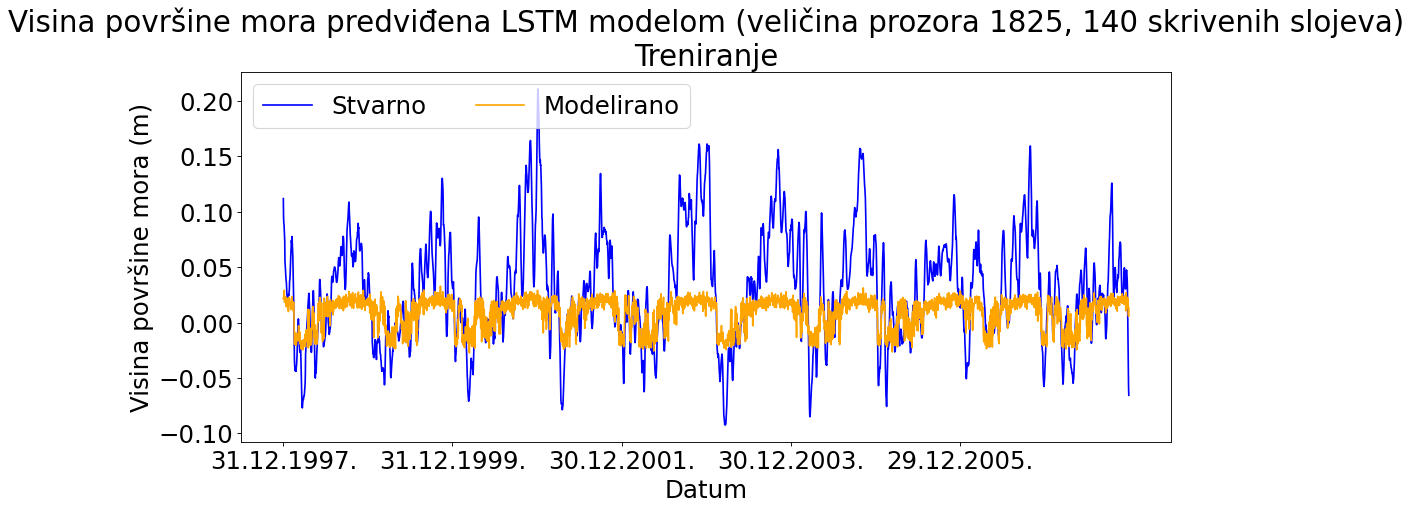 Visina površine mora predviđena LSTM modelom (veličina prozora 1825, 140 skrivenih slojeva)
Treniranje
Stvarno Modelirano
Visina površine mora (m)
0.20
0.15
0.10
0.05
0.00
−0.05
−0.10
31.12.1997. 31.12.1999. 30.12.2001. 30.12.2003. 29.12.2005.
Datum